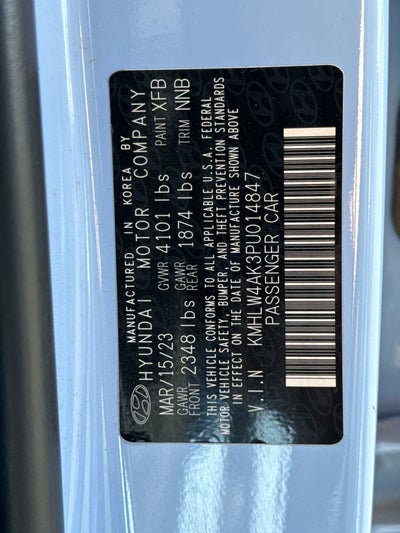 MANUFACTURED IN KOREA BY
HYUNDAI MOTOR COMPANY
MAR/15/23 GVWR 4101 lbs PAINT XFB
GAWR FRONT 2348 lbs GAWR REAR 1874 lbs TRIM NNB
THIS VEHICLE CONFORMS TO ALL APPLICABLE U.S.A. FEDERAL
MOTOR VEHICLE SAFETY, BUMPER, AND THEFT PREVENTION STANDARDS
IN EFFECT ON THE DATE OF MANUFACTURE SHOWN ABOVE
V.I.N KMHLW4AK3PU014847
PASSENGER CAR